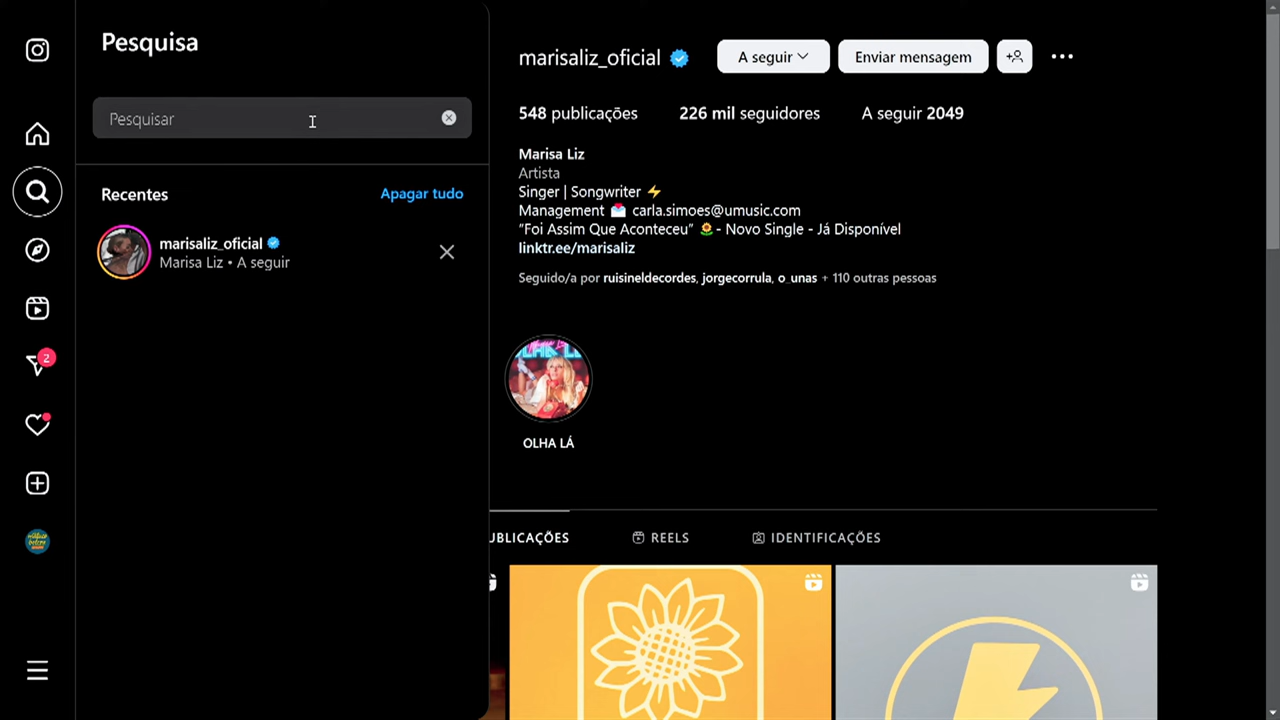 Pesquisa
Pesquisar
Recentes Apagar tudo
marisaliz_oficial
Marisa Liz • A seguir
2
marisaliz_oficial A seguir Enviar mensagem
548 publicações 226 mil seguidores A seguir 2049
Marisa Liz
Artista
Singer | Songwriter ⚡
Management 📩 carla.simoes@umusic.com
"Foi Assim Que Aconteceu" 🌻- Novo Single - Já Disponível
linktr.ee/marisaliz
Seguido/a por ruisineldecordes, jorgecorrula, o_unas + 110 outras pessoas
OLHA LÁ
UBLICAÇÕES REELS IDENTIFICAÇÕES